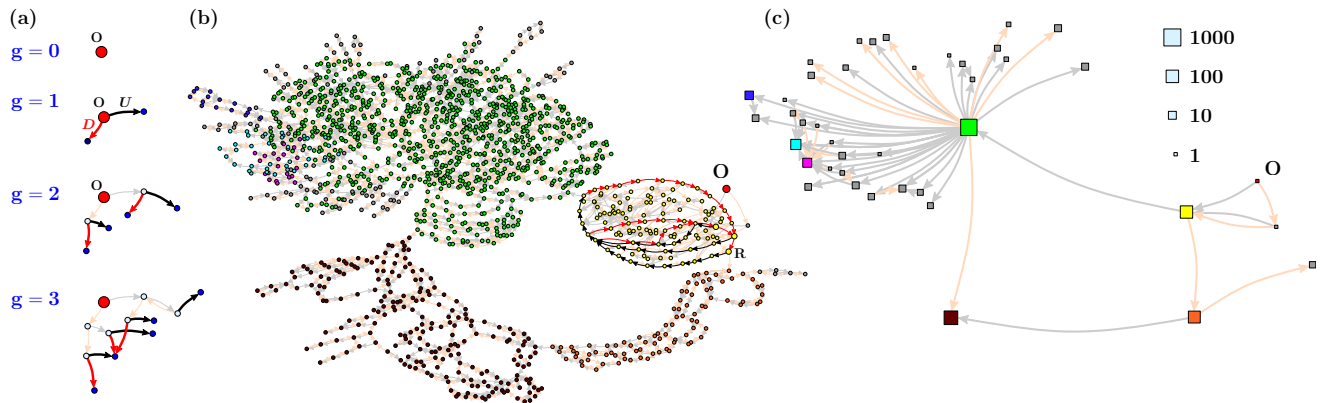 (a)
O
g = 0
O U
g = 1
D
O
g = 2
g = 3
(b)
O
R
(c)
1000
100
10
1
O